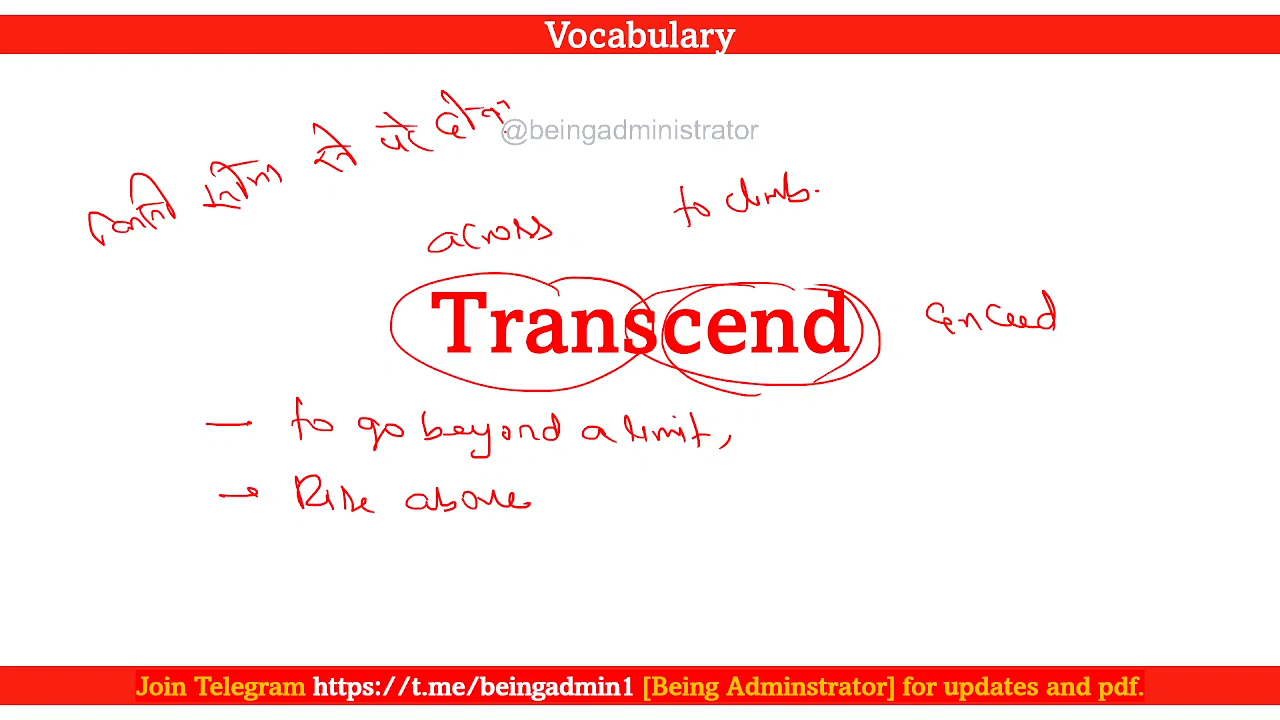 Vocabulary
किसी सीमा से परे होना
@beingadministrator
to climb.
across
Transcend
exceed
— to go beyond a limit,
→ Rise above
Join Telegram https://t.me/beingadmin1 [Being Adminstrator] for updates and pdf.